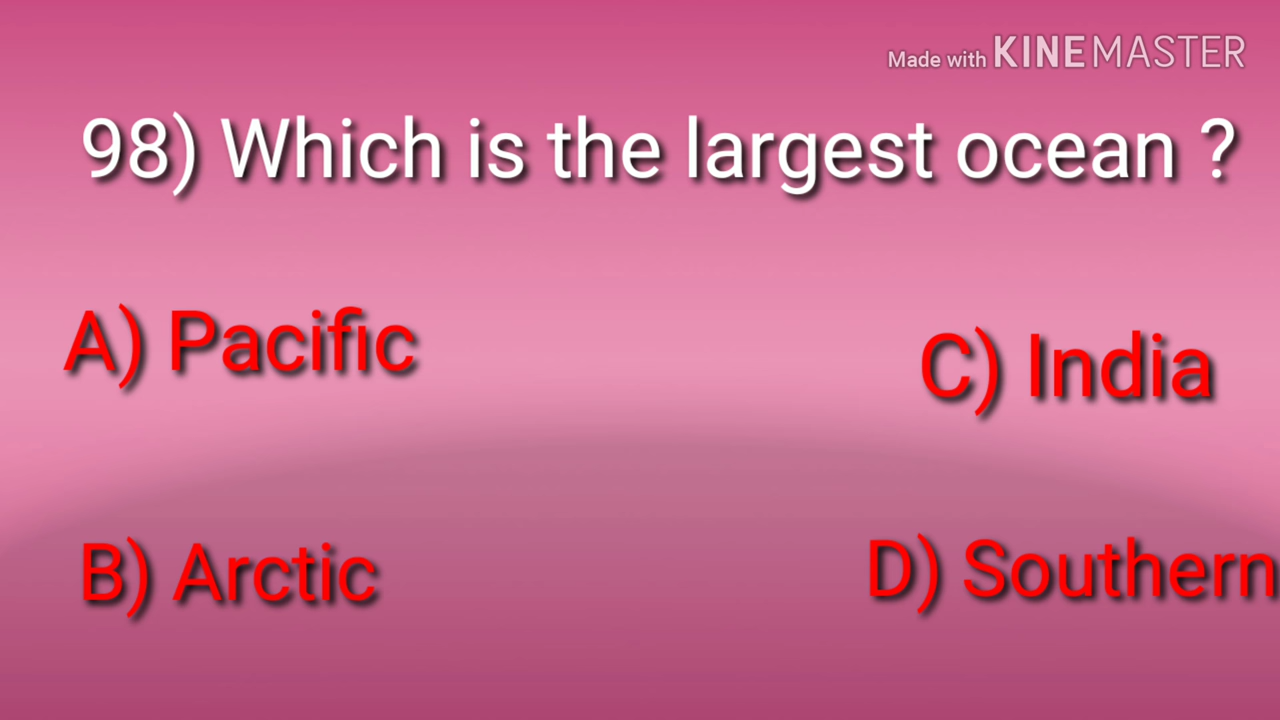 Made with KINEMASTER
98) Which is the largest ocean ?
A) Pacific
C) India
B) Arctic
D) Southern